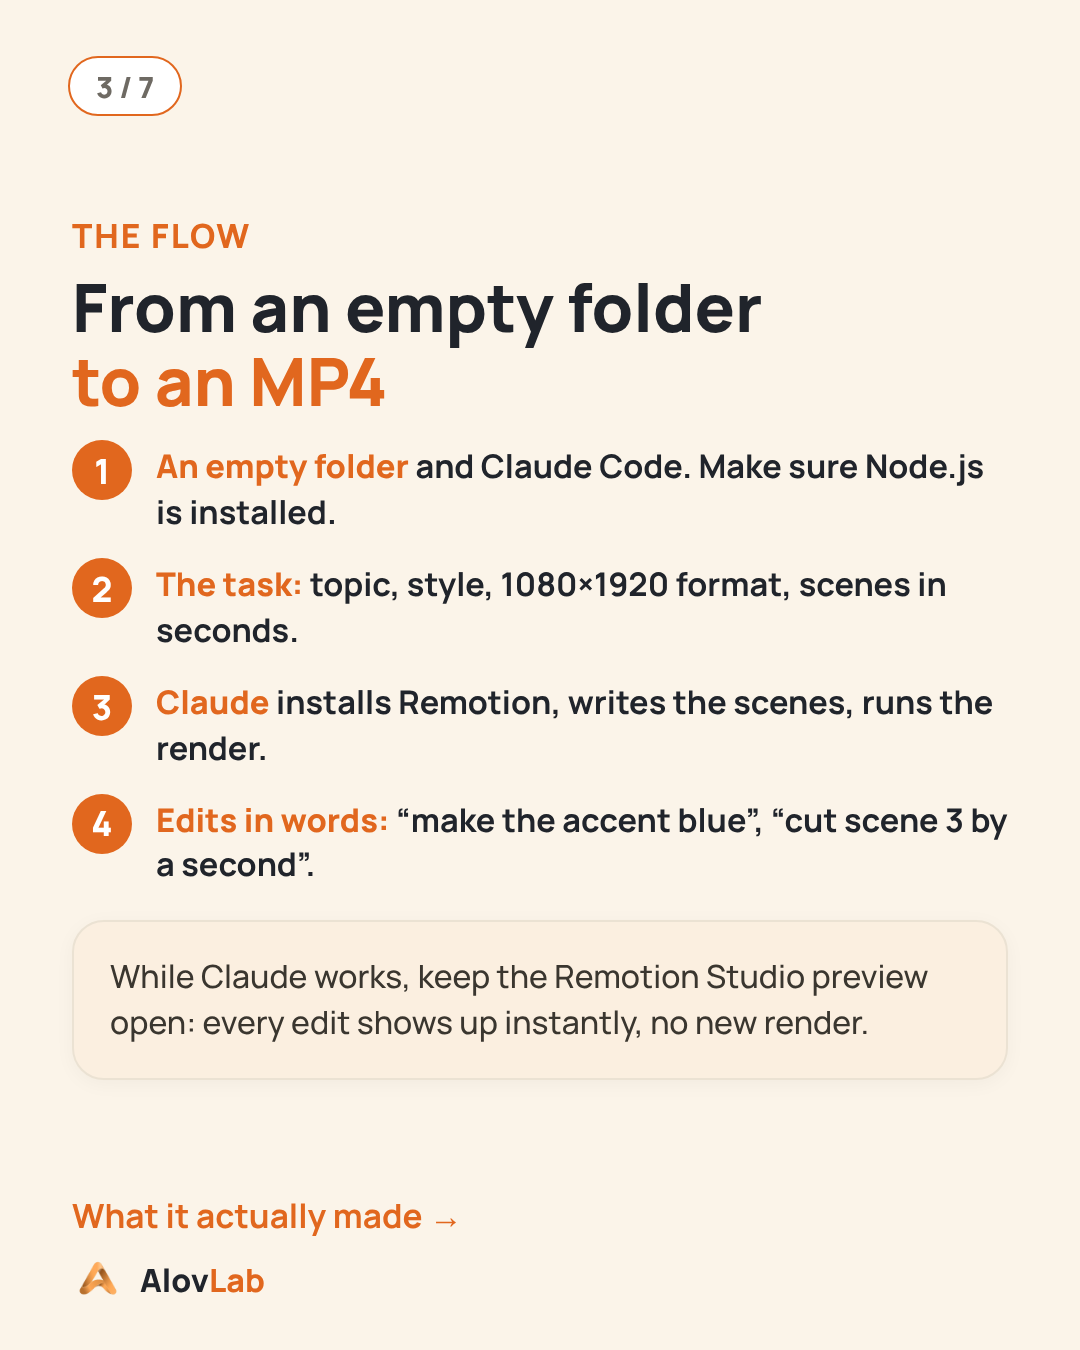 3 / 7
THE FLOW
From an empty folder
to an MP4
1
An empty folder and Claude Code. Make sure Node.js
is installed.
2
The task: topic, style, 1080×1920 format, scenes in
seconds.
3
Claude installs Remotion, writes the scenes, runs the
render.
4
Edits in words: “make the accent blue”, “cut scene 3 by
a second”.
While Claude works, keep the Remotion Studio preview
open: every edit shows up instantly, no new render.
What it actually made →
AlovLab